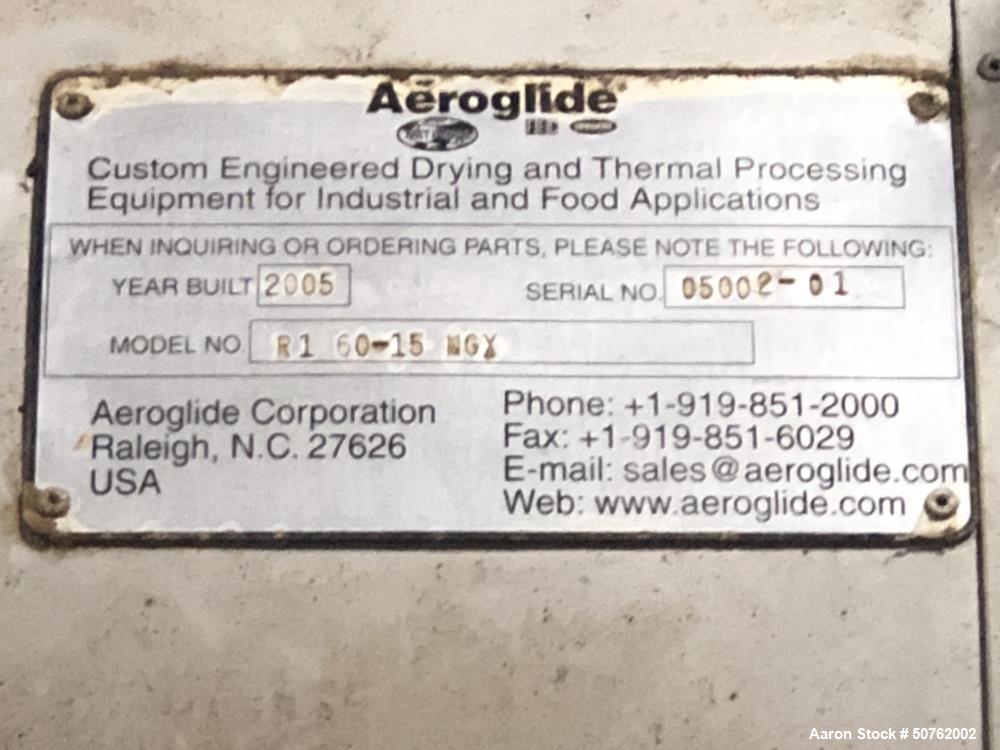 Aeroglide
Custom Engineered Drying and Thermal Processing
Equipment for Industrial and Food Applications
WHEN INQUIRING OR ORDERING PARTS, PLEASE NOTE THE FOLLOWING:
YEAR BUILT 2005 SERIAL NO. 05002-01
MODEL NO. R1 60-15 NGX
Aeroglide Corporation
Raleigh, N.C. 27626
USA
Phone: +1-919-851-2000
Fax: +1-919-851-6029
E-mail: sales@aeroglide.com
Web: www.aeroglide.com
Aaron Stock # 50762002